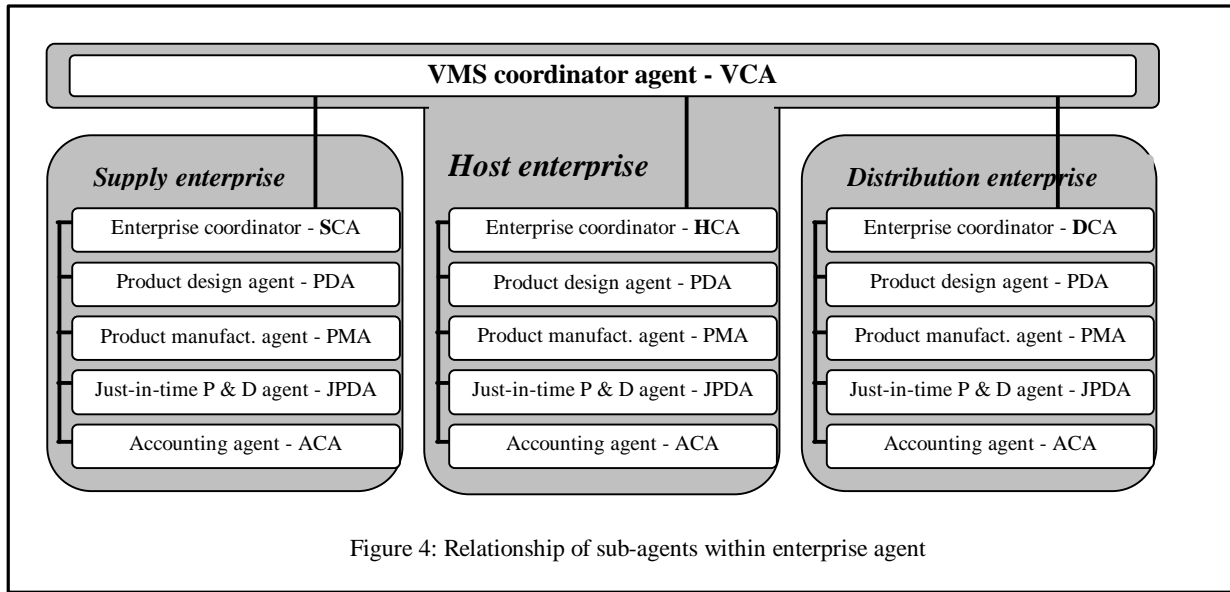 VMS coordinator agent - VCA
Supply enterprise
Enterprise coordinator - SCA
Product design agent - PDA
Product manufact. agent - PMA
Just-in-time P & D agent - JPDA
Accounting agent - ACA
Host enterprise
Enterprise coordinator - HCA
Product design agent - PDA
Product manufact. agent - PMA
Just-in-time P & D agent - JPDA
Accounting agent - ACA
Distribution enterprise
Enterprise coordinator - DCA
Product design agent - PDA
Product manufact. agent - PMA
Just-in-time P & D agent - JPDA
Accounting agent - ACA
Figure 4: Relationship of sub-agents within enterprise agent